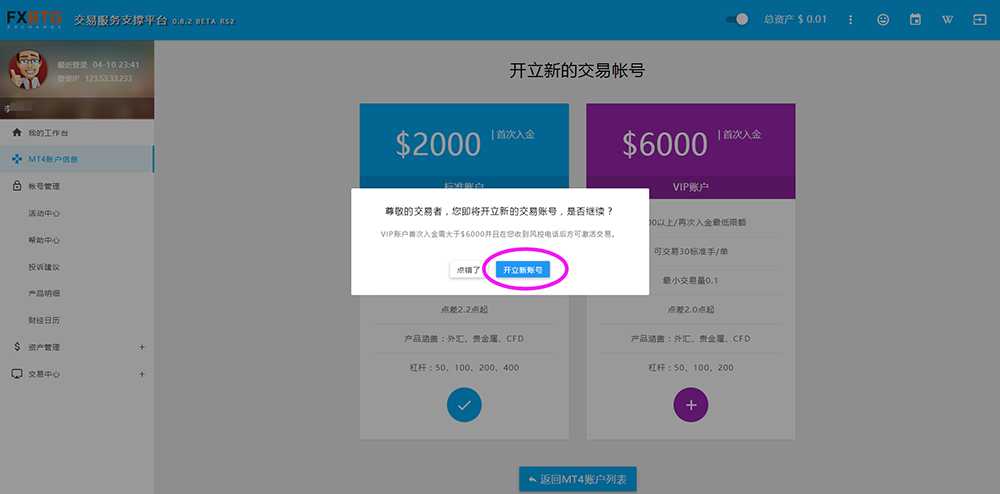 FXBTG
EXCHANGE
交易服务支撑平台 0.8.2 BETA RS2
总资产 $ 0.01
W
最近登录 04-10 23:41
登录IP 123.53.33.233
$
我的工作台
MT4账户信息
帐号管理
活动中心
帮助中心
投诉建议
产品明细
财经日历
资产管理 +
交易中心 +
开立新的交易帐号
$2000 | 首次入金
标准账户
$6000 | 首次入金
VIP账户
00以上/再次入金最低限额
可交易30标准手/单
最小交易量0.1
尊敬的交易者，您即将开立新的交易账号，是否继续？
VIP账户首次入金需大于$6000并且在您收到风控电话后方可激活交易。
点错了
开立新账号
点差2.2点起
产品涵盖：外汇、贵金属、CFD
杠杆：50、100、200、400
点差2.0点起
产品涵盖：外汇、贵金属、CFD
杠杆：50、100、200
返回MT4账户列表